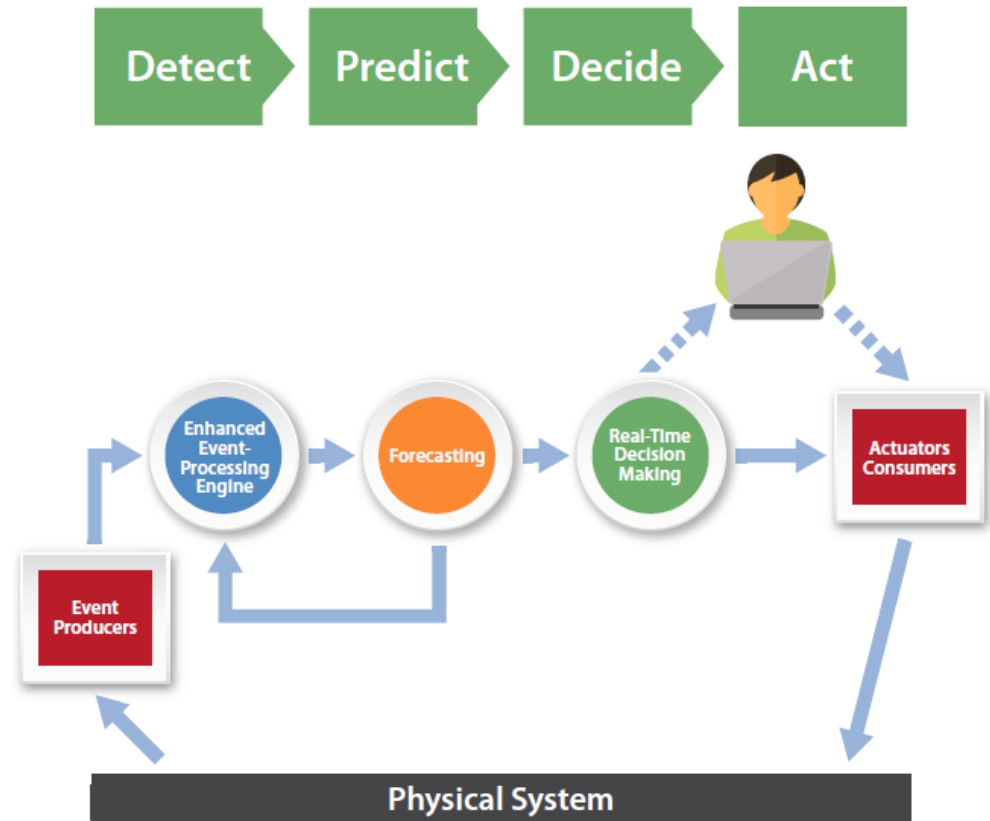 Detect
Predict
Decide
Act
Enhanced
Event-
Processing
Engine
Forecasting
Real-Time
Decision
Making
Actuators
Consumers
Event
Producers
Physical System